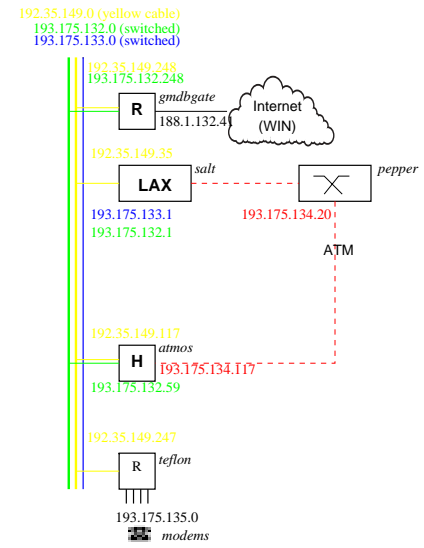 192.35.149.0 (yellow cable)
193.175.132.0 (switched)
193.175.133.0 (switched)
192.35.149.248
193.175.132.248
gmdbgate
R
188.1.132.41
Internet
(WIN)
192.35.149.35
salt
pepper
LAX
193.175.133.1
193.175.134.20
193.175.132.1
ATM
192.35.149.117
atmos
H
193.175.134.117
193.175.132.59
192.35.149.247
teflon
R
193.175.135.0
modems